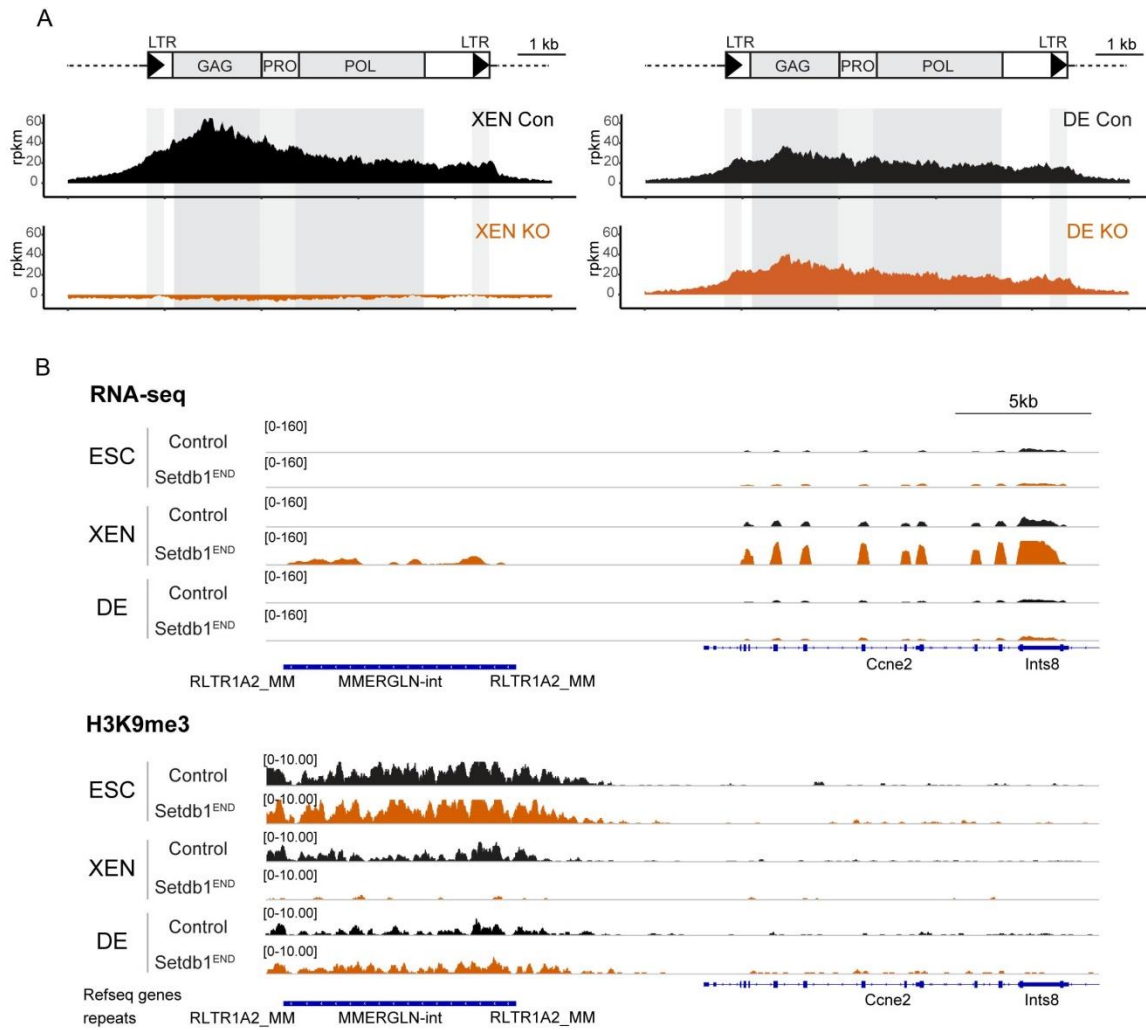 A
LTR LTR 1 kb
GAG PRO POL
LTR LTR 1 kb
GAG PRO POL
XEN Con
rpkm
60
40
20
0
DE Con
rpkm
60
40
20
0
XEN KO
rpkm
60
40
20
0
DE KO
rpkm
60
40
20
0
B
RNA-seq
5kb
ESC
Control [0-160]
Setdb1END [0-160]
XEN
Control [0-160]
Setdb1END [0-160]
DE
Control [0-160]
Setdb1END [0-160]
Ccne2 Ints8
RLTR1A2_MM MMERGLN-int RLTR1A2_MM
H3K9me3
ESC
Control [0-10.00]
Setdb1END [0-10.00]
XEN
Control [0-10.00]
Setdb1END [0-10.00]
DE
Control [0-10.00]
Setdb1END [0-10.00]
Refseq genes Ccne2 Ints8
repeats RLTR1A2_MM MMERGLN-int RLTR1A2_MM